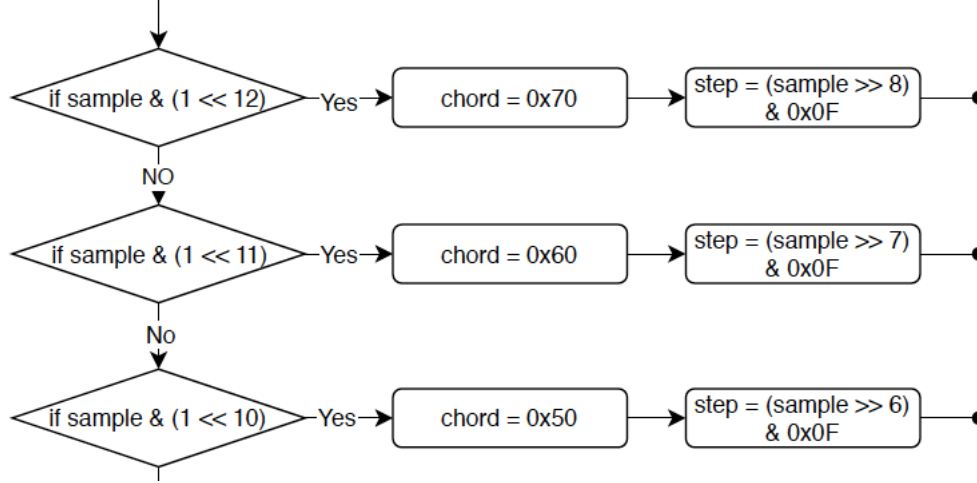 if sample & (1 << 12)
Yes
chord = 0x70
step = (sample >> 8)
& 0x0F
NO
if sample & (1 << 11)
Yes
chord = 0x60
step = (sample >> 7)
& 0x0F
No
if sample & (1 << 10)
Yes
chord = 0x50
step = (sample >> 6)
& 0x0F